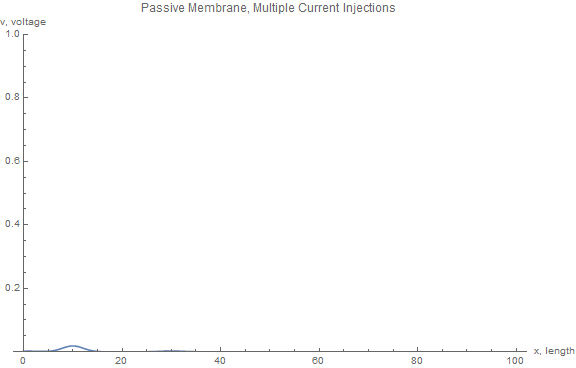 Passive Membrane, Multiple Current Injections
v, voltage
1.0
0.8
0.6
0.4
0.2
0 20 40 60 80 100 x, length